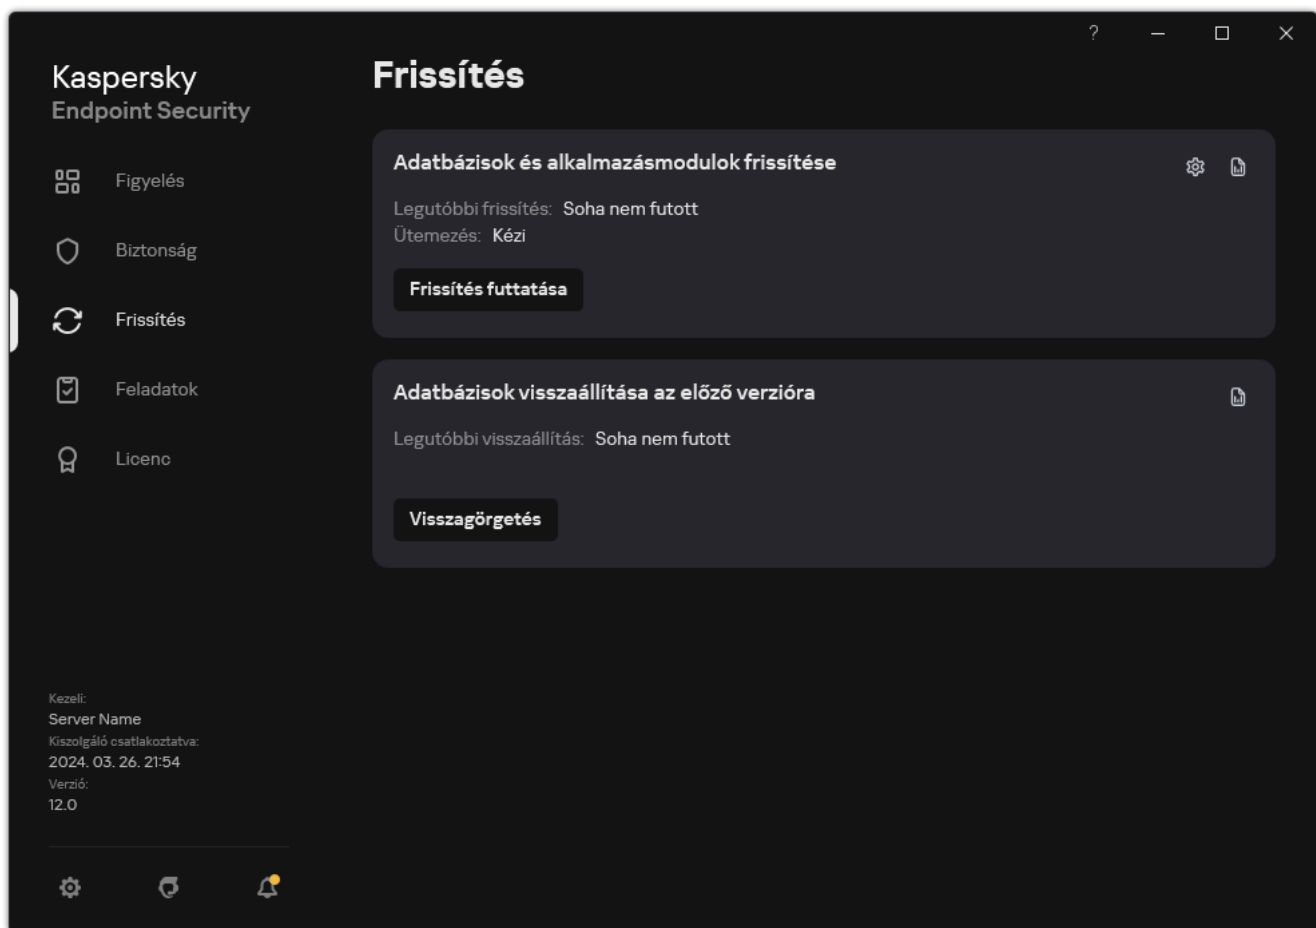 ?
Kaspersky
Endpoint Security
Figyelés
Biztonság
Frissítés
Feladatok
Licenc
Kezeli:
Server Name
Kiszolgáló csatlakoztatva:
2024. 03. 26. 21:54
Verzió:
12.0
Frissítés
Adatbázisok és alkalmazásmodulok frissítése
Legutóbbi frissítés: Soha nem futott
Ütemezés: Kézi
Frissítés futtatása
Adatbázisok visszaállítása az előző verzióra
Legutóbbi visszaállítás: Soha nem futott
Visszagörgetés